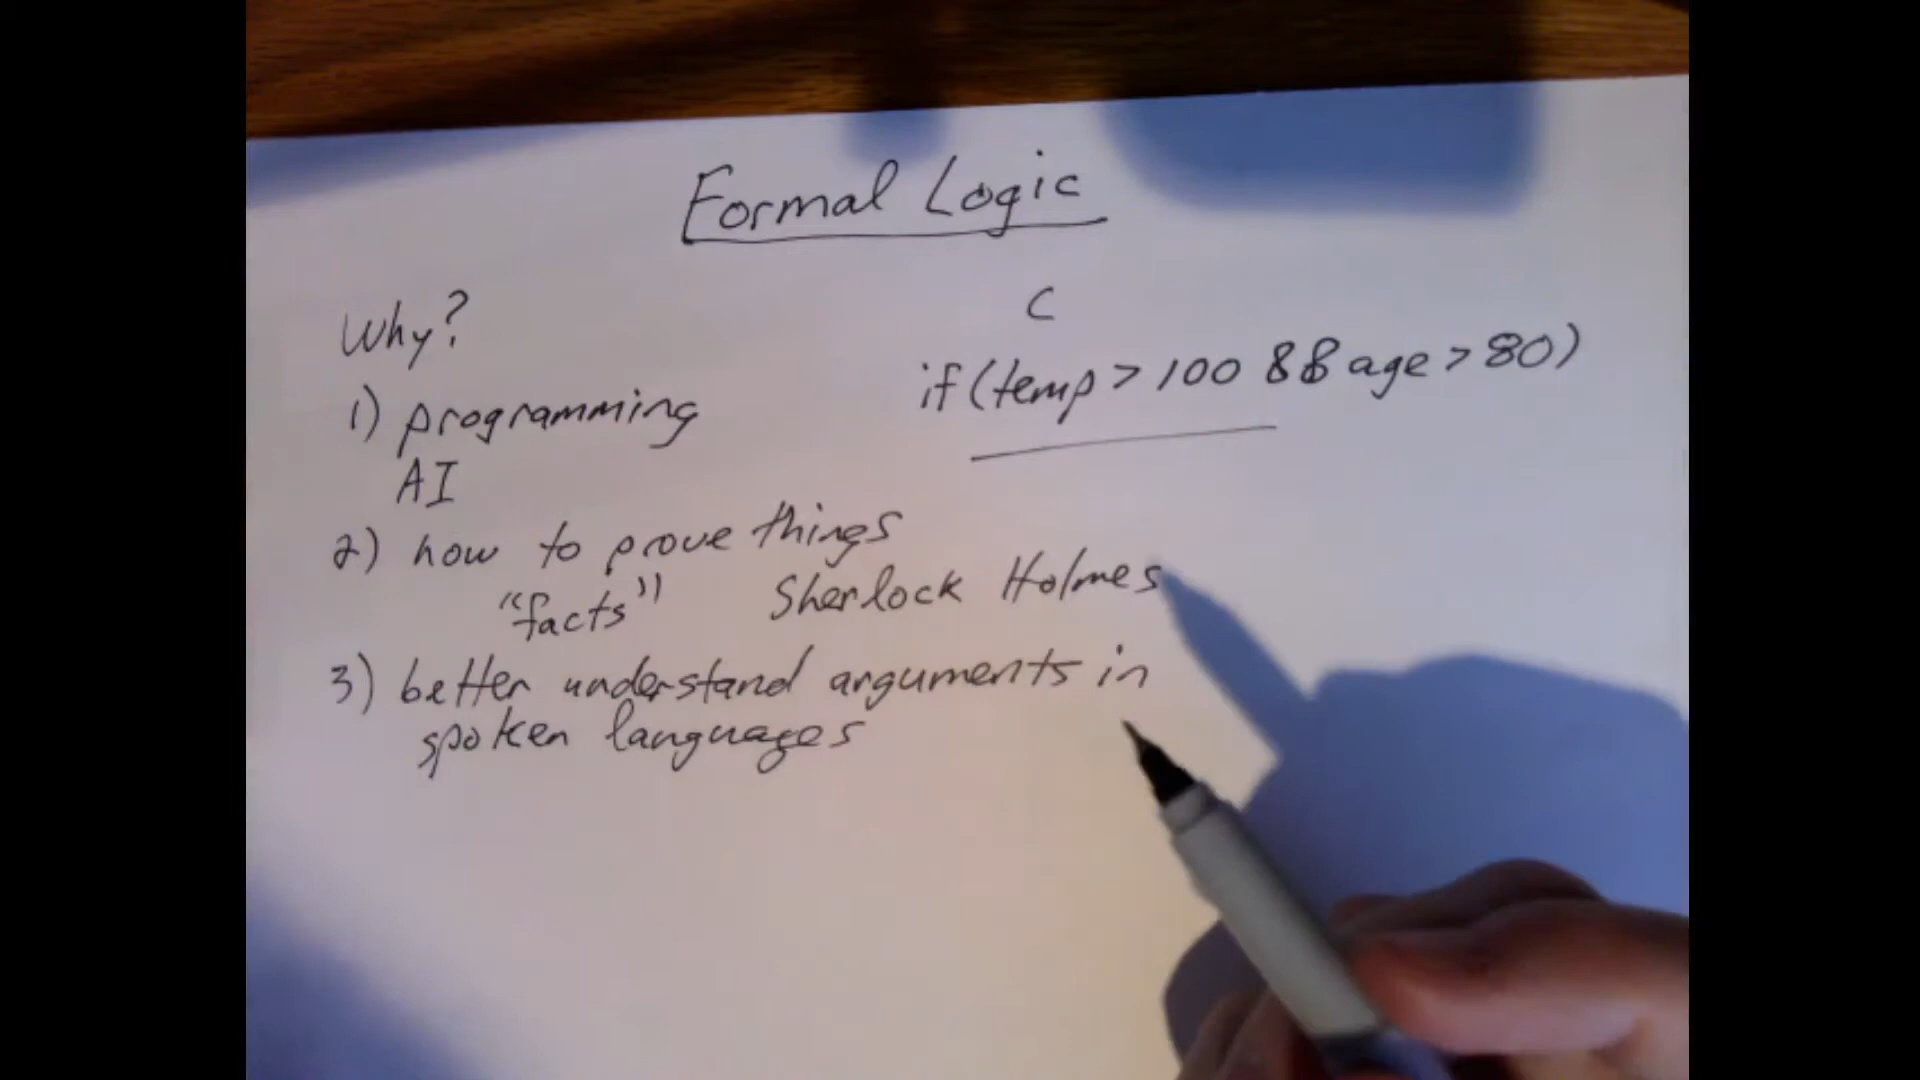 Formal Logic
Why?
C
if (temp > 100 && age > 80)
1) programming
AI
2) how to prove things
"facts" Sherlock Holmes
3) better understand arguments in
spoken languages